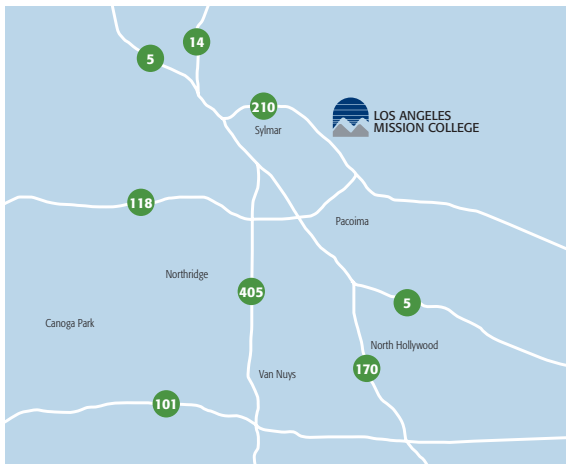 14
5
210
LOS ANGELES
MISSION COLLEGE
Sylmar
118
Pacoima
Northridge
405
5
Canoga Park
North Hollywood
170
Van Nuys
101